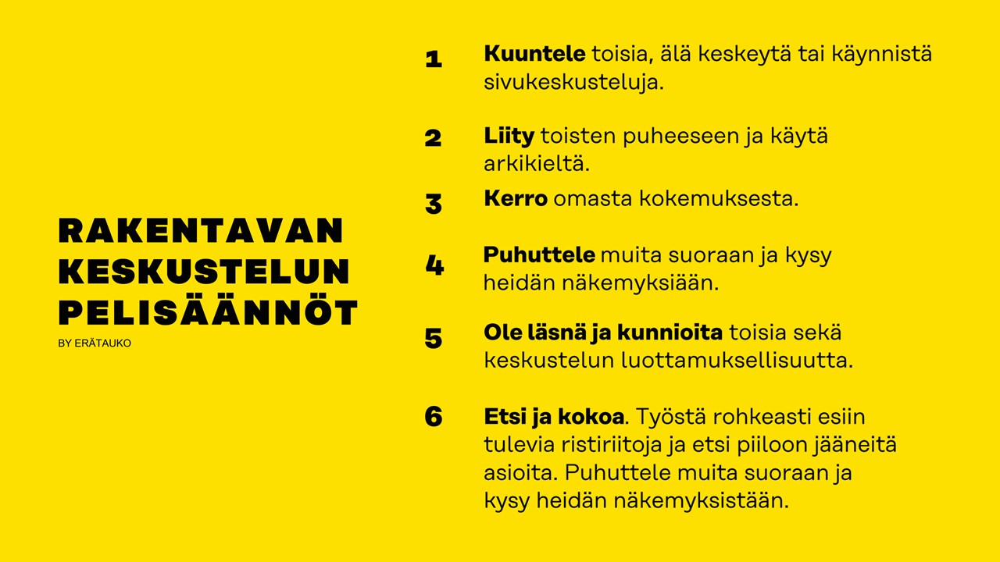 RAKENTAVAN
KESKUSTELUN
PELISÄÄNNÖT
BY ERÄTAUKO
1 Kuuntele toisia, älä keskeytä tai käynnistä
sivukeskusteluja.
2 Liity toisten puheeseen ja käytä
arkikieltä.
3 Kerro omasta kokemuksesta.
4 Puhuttele muita suoraan ja kysy
heidän näkemyksiään.
5 Ole läsnä ja kunnioita toisia sekä
keskustelun luottamuksellisuutta.
6 Etsi ja kokoa. Työstä rohkeasti esiin
tulevia ristiriitoja ja etsi piiloon jääneitä
asioita. Puhuttele muita suoraan ja
kysy heidän näkemyksistään.